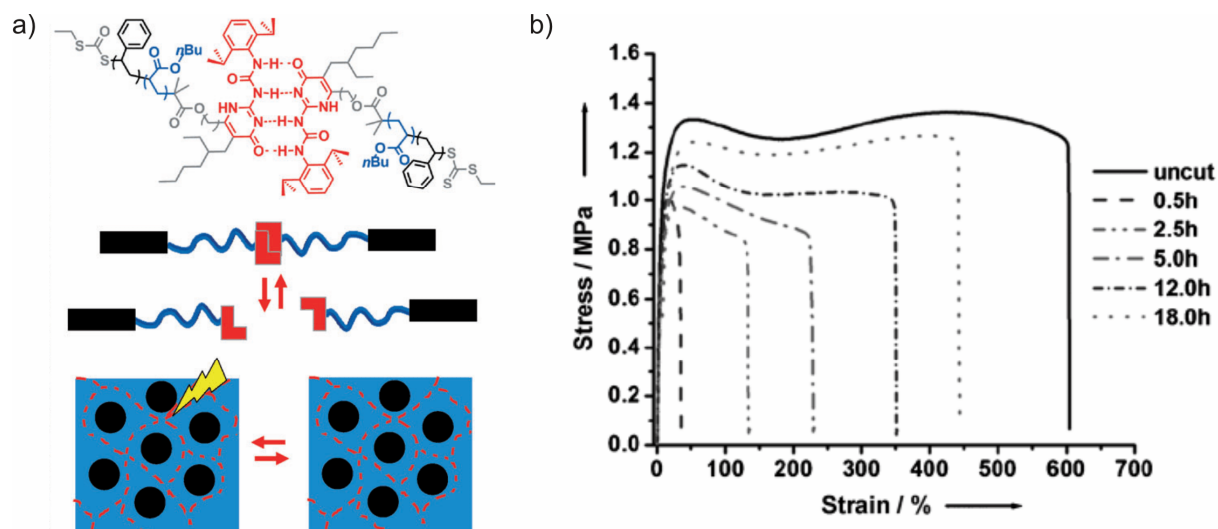 a)
S
S
S
O
O
nBu
N-H
O
O
N-H
N
HN
NH
N
H-N
O
O
H-N
O
O
O
O
nBu
O
O
S
S
S
b)
1.6
1.4
1.2
1.0
0.8
0.6
0.4
0.2
0.0
Stress / MPa
0 100 200 300 400 500 600 700
Strain / %
uncut
0.5h
2.5h
5.0h
12.0h
18.0h